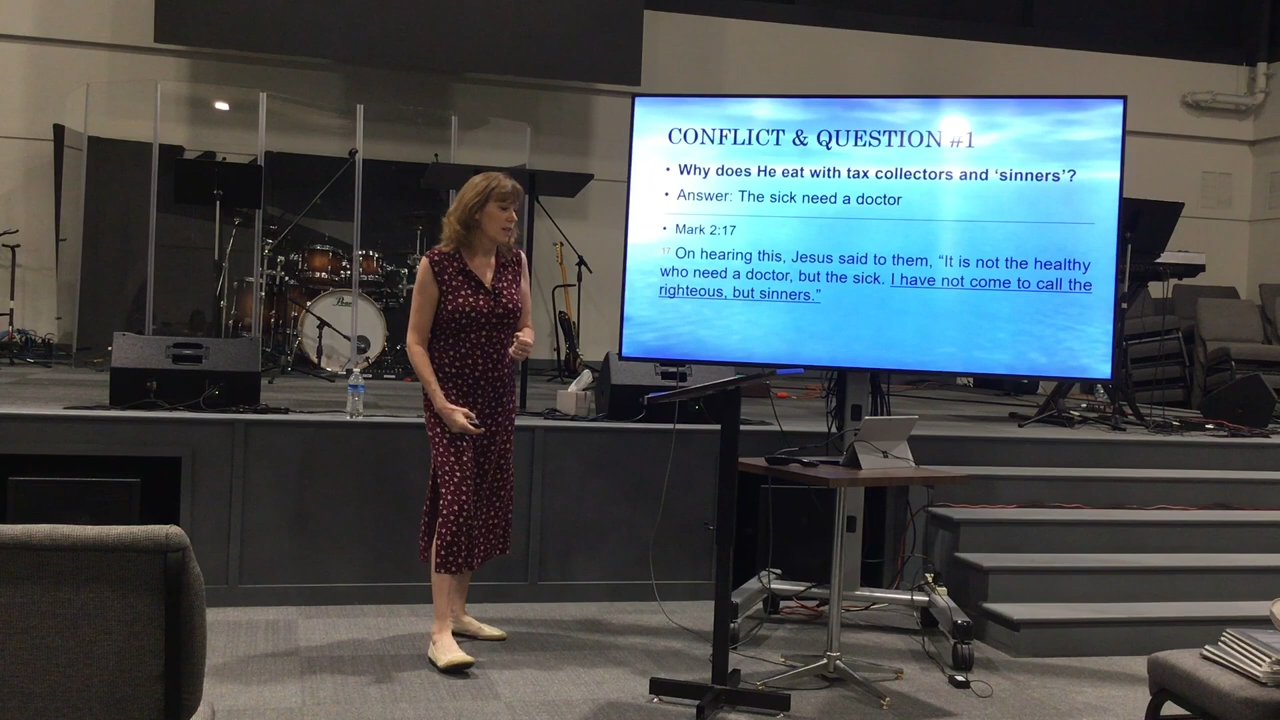 CONFLICT & QUESTION #1
• Why does He eat with tax collectors and ‘sinners’?
• Answer: The sick need a doctor
• Mark 2:17
17 On hearing this, Jesus said to them, “It is not the healthy
who need a doctor, but the sick. I have not come to call the
righteous, but sinners.”
Pearl